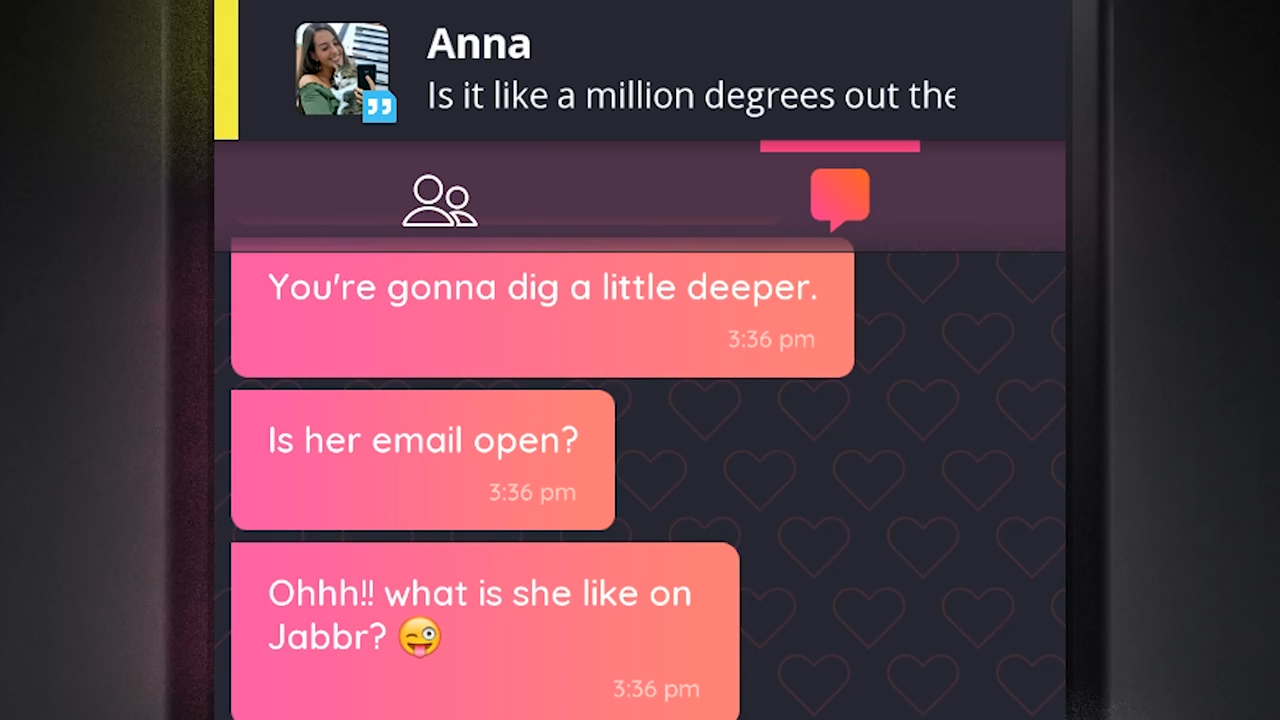 Anna
Is it like a million degrees out the
You're gonna dig a little deeper.
3:36 pm
Is her email open?
3:36 pm
Ohhh!! what is she like on
Jabbr? 😜
3:36 pm